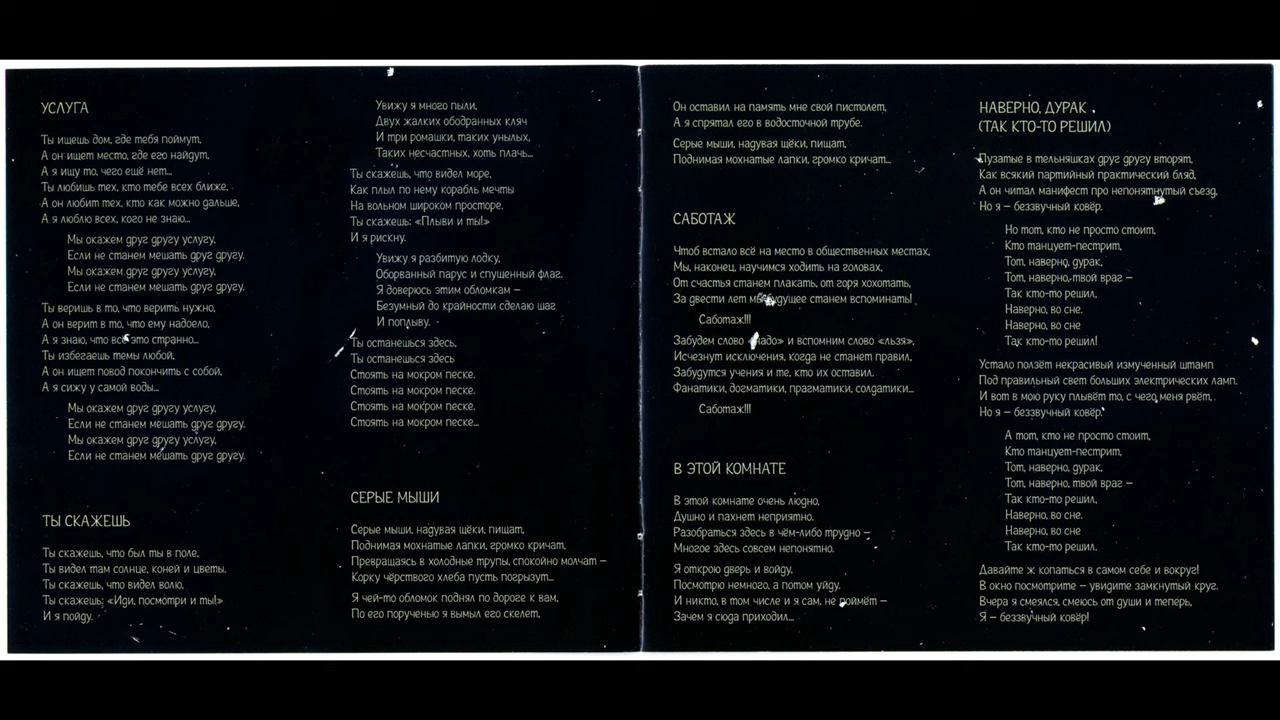 УСЛУГА
Ты ищешь дом, где тебя поймут,
А он ищет место, где его найдут,
А я ищу то, чего ещё нет...
Ты любишь тех, кто тебе всех ближе,
А он любит тех, кто как можно дальше,
А я люблю всех, кого не знаю...
Мы окажем друг другу услугу,
Если не станем мешать друг другу.
Мы окажем друг другу услугу,
Если не станем мешать друг другу.
Ты веришь в то, что верить нужно,
А он верит в то, что ему надоело,
А я знаю, что всё это странно...
Ты избегаешь темы любой,
А он ищет повод покончить с собой,
А я сижу у самой воды...
Мы окажем друг другу услугу,
Если не станем мешать друг другу.
Мы окажем друг другу услугу,
Если не станем мешать друг другу.
ТЫ СКАЖЕШЬ
Ты скажешь, что был ты в поле,
Ты видел там солнце, коней и цветы.
Ты скажешь, что видел волю,
Ты скажешь: «Иди, посмотри и ты!»
И я пойду.
Увижу я много пыли,
Двух жалких ободранных кляч
И три ромашки, таких унылых,
Таких несчастных, хоть плачь...
Ты скажешь, что видел море,
Как плыл по нему корабль мечты
На вольном широком просторе.
Ты скажешь: «Плыви и ты!»
И я рискну.
Увижу я разбитую лодку,
Оборванный парус и спущенный флаг.
Я доверюсь этим обломкам –
Безумный до крайности сделаю шаг
И поплыву.
Ты останешься здесь,
Ты останешься здесь
Стоять на мокром песке.
Стоять на мокром песке.
Стоять на мокром песке.
Стоять на мокром песке...
СЕРЫЕ МЫШИ
Серые мыши, надувая щёки, пищат,
Поднимая мохнатые лапки, громко кричат,
Превращаясь в холодные трупы, спокойно молчат –
Корку чёрствого хлеба пусть погрызут...
Я чей-то обломок поднял по дороге к вам,
По его порученью я вымыл его скелет,
Он оставил на память мне свой пистолет,
А я спрятал его в водосточной трубе.
Серые мыши, надувая щёки, пищат,
Поднимая мохнатые лапки, громко кричат...
САБОТАЖ
Чтоб встало всё на место в общественных местах,
Мы, наконец, научимся ходить на головах,
От счастья станем плакать, от горя хохотать,
За двести лет мы будущее станем вспоминать!
Саботаж!!!
Забудем слово «надо» и вспомним слово «льзя»,
Исчезнут исключения, когда не станет правил,
Забудутся учения и те, кто их оставил.
Фанатики, догматики, прагматики, солдатики...
Саботаж!!!
В ЭТОЙ КОМНАТЕ
В этой комнате очень людно,
Душно и пахнет неприятно.
Разобраться здесь в чём-либо трудно –
Многое здесь совсем непонятно.
Я открою дверь и войду,
Посмотрю немного, а потом уйду.
И никто, в том числе и я сам, не поймёт –
Зачем я сюда приходил...
НАВЕРНО, ДУРАК
(ТАК КТО-ТО РЕШИЛ)
Пузатые в тельняшках друг другу вторят,
Как всякий партийный практический бляд,
А он читал манифест про непонятнутый съезд,
Но я – беззвучный ковёр.
Но тот, кто не просто стоит,
Кто танцует-пестрит,
Тот, наверно, дурак,
Тот, наверно, твой враг –
Так кто-то решил,
Наверно, во сне.
Наверно, во сне
Так кто-то решил!
Устало ползёт некрасивый измученный штамп
Под правильный свет больших электрических ламп.
И вот в мою руку плывёт то, с чего меня рвёт,
Но я – беззвучный ковёр.
А тот, кто не просто стоит,
Кто танцует-пестрит,
Тот, наверно, дурак,
Тот, наверно, твой враг –
Так кто-то решил,
Наверно, во сне.
Наверно, во сне
Так кто-то решил.
Давайте ж копаться в самом себе и вокруг!
В окно посмотрите – увидите замкнутый круг.
Вчера я смеялся, смеюсь от души и теперь,
Я – беззвучный ковёр!